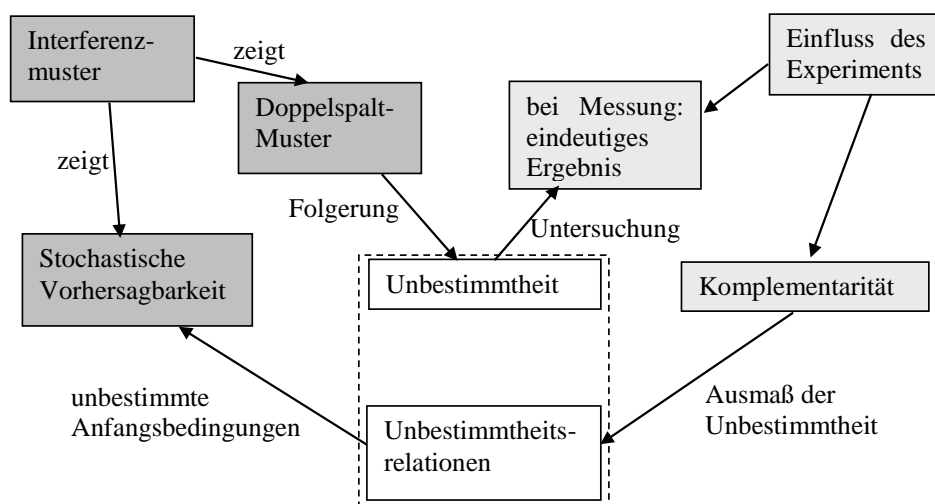 Interferenz-
muster
zeigt
Einfluss des
Experiments
Doppelspalt-
Muster
bei Messung:
eindeutiges
Ergebnis
zeigt
Folgerung
Untersuchung
Stochastische
Vorhersagbarkeit
Unbestimmtheit
Komplementarität
unbestimmte
Anfangsbedingungen
Ausmaß der
Unbestimmtheit
Unbestimmtheits-
relationen